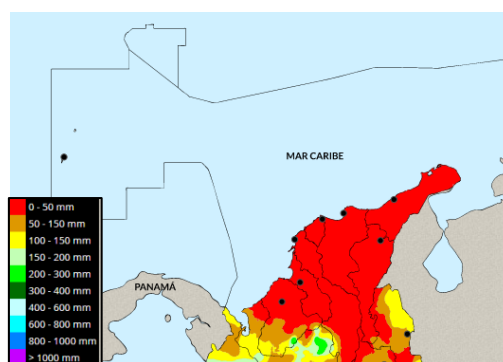 MAR CARIBE
PANAMÁ
0 - 50 mm
50 - 150 mm
100 - 150 mm
150 - 200 mm
200 - 300 mm
300 - 400 mm
400 - 600 mm
600 - 800 mm
800 - 1000 mm
> 1000 mm